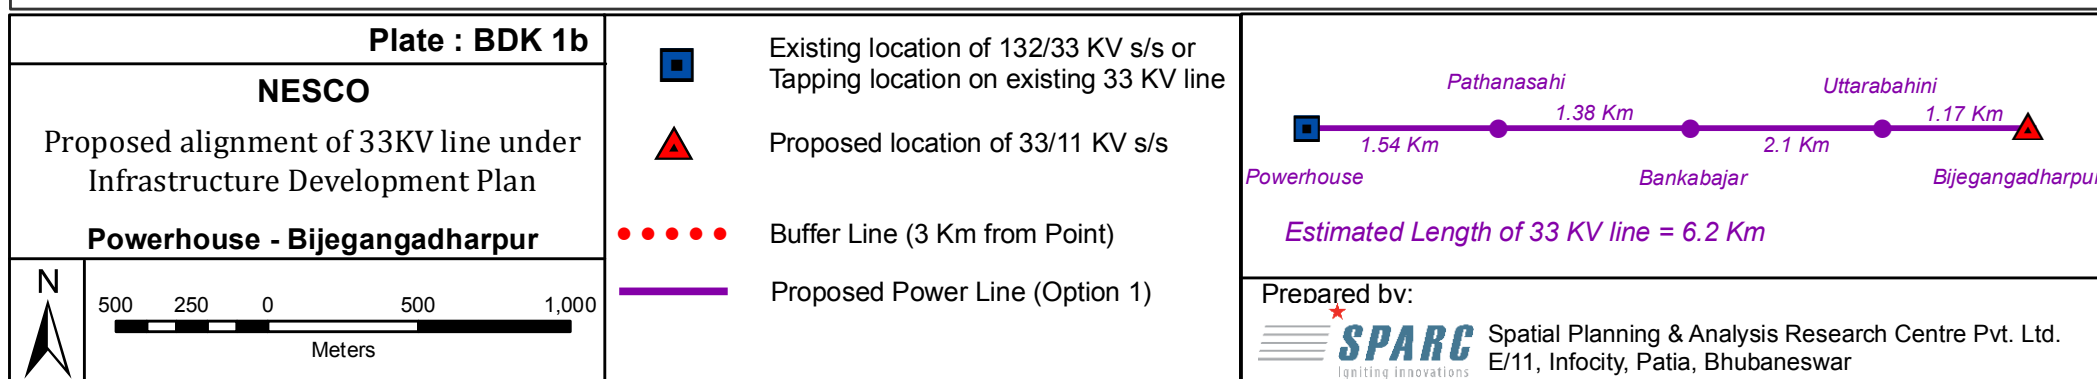 Plate : BDK 1b
NESCO
Proposed alignment of 33KV line under
Infrastructure Development Plan
Powerhouse - Bijegangadharpur
N
500 250 0 500 1,000
Meters
Existing location of 132/33 KV s/s or
Tapping location on existing 33 KV line
Proposed location of 33/11 KV s/s
Buffer Line (3 Km from Point)
Proposed Power Line (Option 1)
Pathanasahi Uttarabahini
1.54 Km 1.38 Km 2.1 Km 1.17 Km
Powerhouse Bankabajar Bijegangadharpur
Estimated Length of 33 KV line = 6.2 Km
Prepared by:
SPARC
Igniting innovations
Spatial Planning & Analysis Research Centre Pvt. Ltd.
E/11, Infocity, Patia, Bhubaneswar